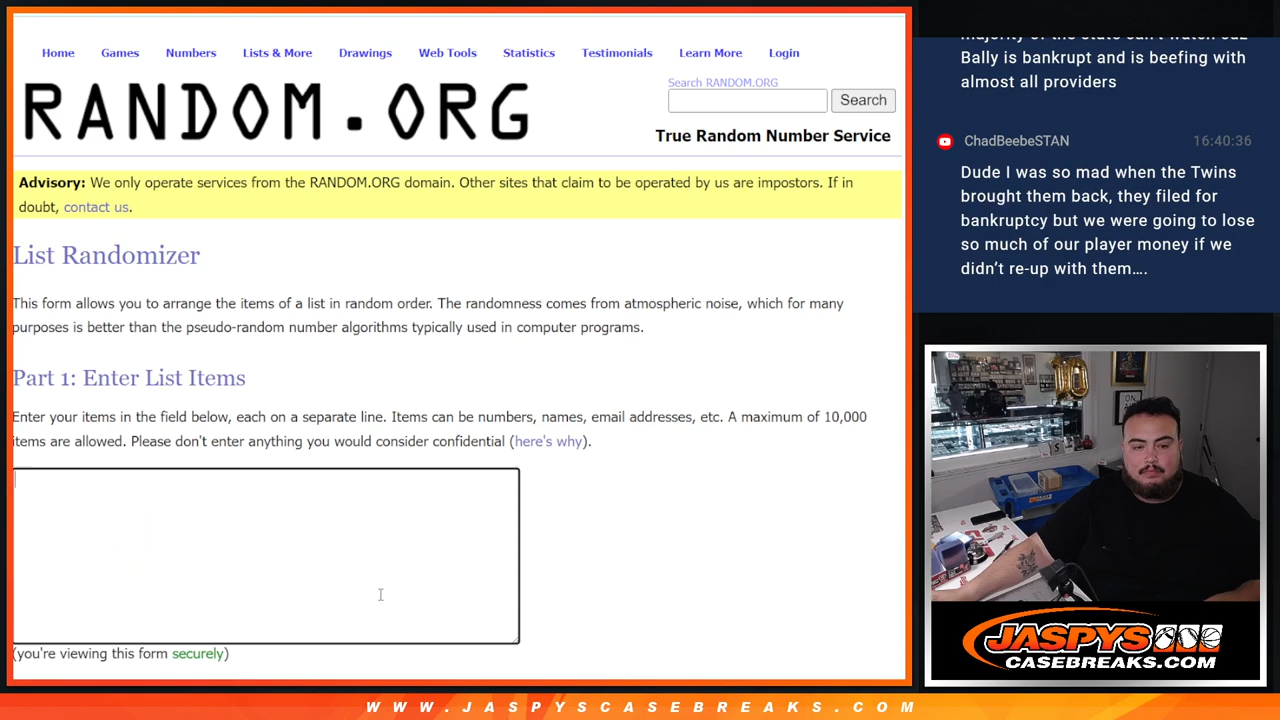 Home Games Numbers Lists & More Drawings Web Tools Statistics Testimonials Learn More Login
RANDOM.ORG
Search RANDOM.ORG
Search
True Random Number Service
Advisory: We only operate services from the RANDOM.ORG domain. Other sites that claim to be operated by us are impostors. If in
doubt, contact us.
List Randomizer
This form allows you to arrange the items of a list in random order. The randomness comes from atmospheric noise, which for many
purposes is better than the pseudo-random number algorithms typically used in computer programs.
Part 1: Enter List Items
Enter your items in the field below, each on a separate line. Items can be numbers, names, email addresses, etc. A maximum of 10,000
items are allowed. Please don't enter anything you would consider confidential (here's why).
(you're viewing this form securely)
majority of the state can't watch cuz
Bally is bankrupt and is beefing with
almost all providers
ChadBeebeSTAN 16:40:36
Dude I was so mad when the Twins
brought them back, they filed for
bankruptcy but we were going to lose
so much of our player money if we
didn't re-up with them....
10
JASPYS
CASEBREAKS.COM
WWW.JASPYSCASEBREAKS.COM